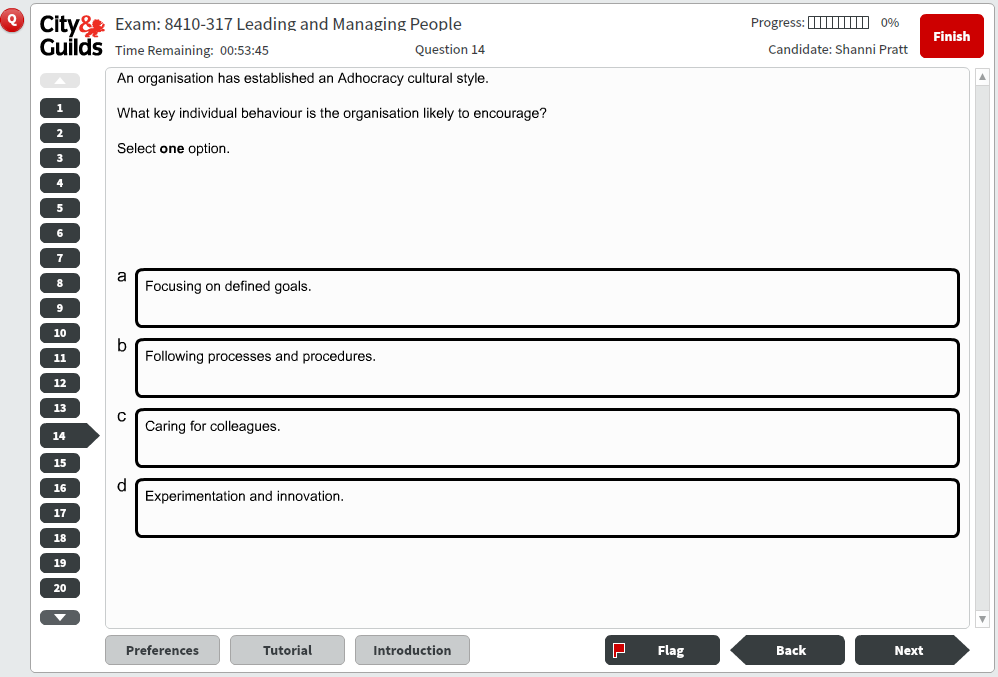 Q
City&
Guilds
Exam: 8410-317 Leading and Managing People
Time Remaining: 00:53:45
Question 14
Progress: 0%
Candidate: Shanni Pratt
Finish
1
2
3
4
5
6
7
8
9
10
11
12
13
14
15
16
17
18
19
20
An organisation has established an Adhocracy cultural style.
What key individual behaviour is the organisation likely to encourage?
Select one option.
a
Focusing on defined goals.
b
Following processes and procedures.
c
Caring for colleagues.
d
Experimentation and innovation.
Preferences
Tutorial
Introduction
Flag
Back
Next